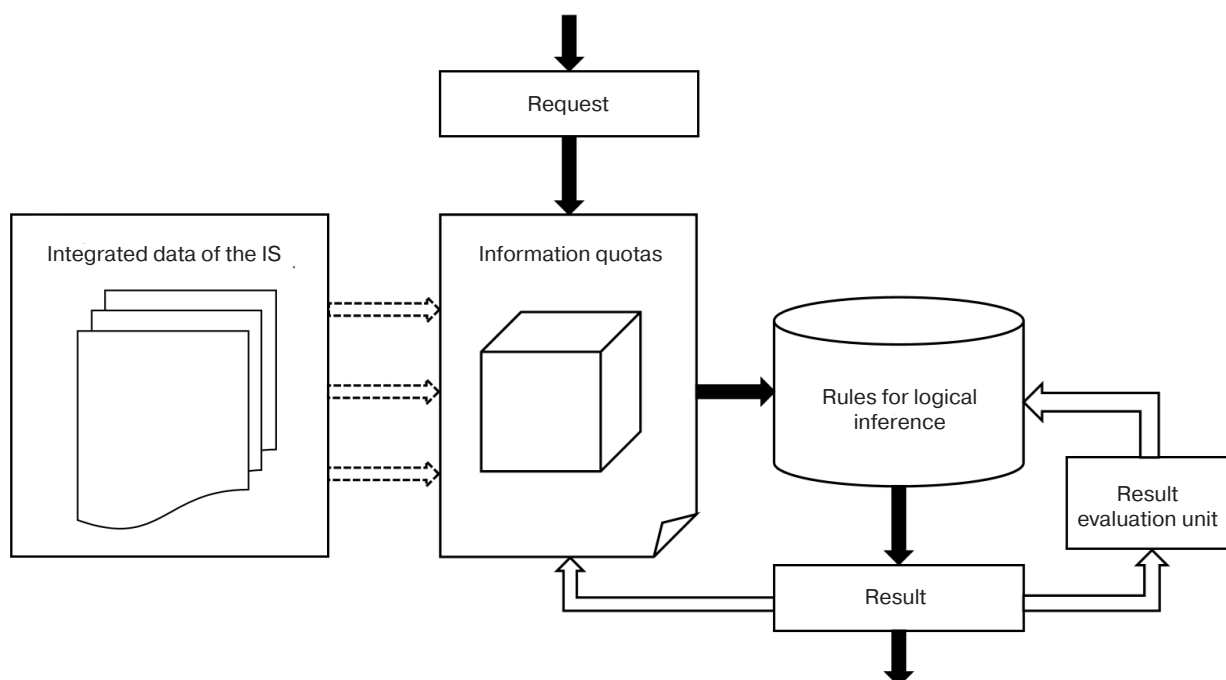 Request
Integrated data of the IS
Information quotas
Rules for logical
inference
Result
evaluation unit
Result